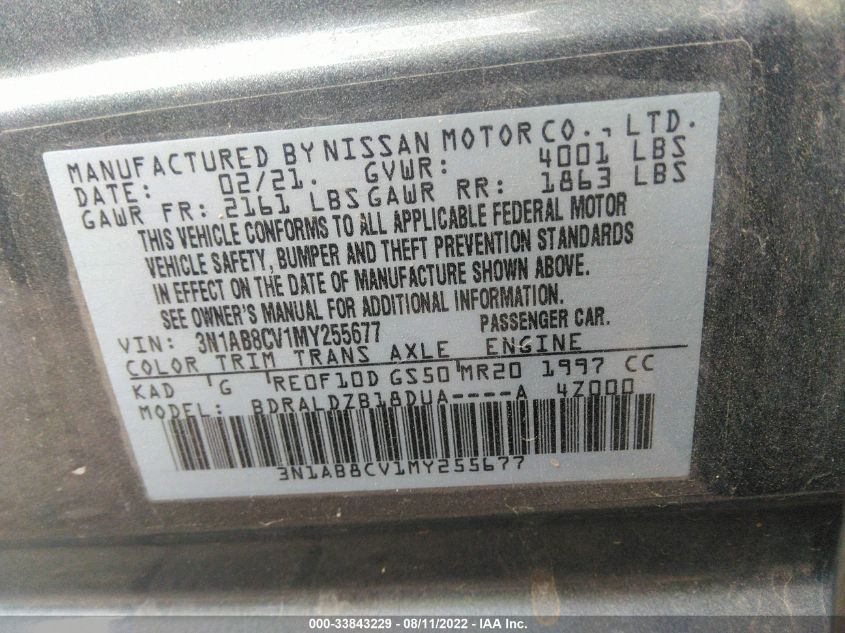 MANUFACTURED BY NISSAN MOTOR CO., LTD.
DATE: 02/21. GVWR: 4001 LBS
GAWR FR: 2161 LBS GAWR RR: 1863 LBS
THIS VEHICLE CONFORMS TO ALL APPLICABLE FEDERAL MOTOR
VEHICLE SAFETY, BUMPER AND THEFT PREVENTION STANDARDS
IN EFFECT ON THE DATE OF MANUFACTURE SHOWN ABOVE.
SEE OWNER'S MANUAL FOR ADDITIONAL INFORMATION.
VIN: 3N1AB8CV1MY255677 PASSENGER CAR.
COLOR TRIM TRANS AXLE ENGINE
KAD G RE0F10D GS50 MR20 1997 CC
MODEL: BDRALDZB18DUA----A 4Z000
3N1AB8CV1MY255677
000-33843229 - 08/11/2022 - IAA Inc.